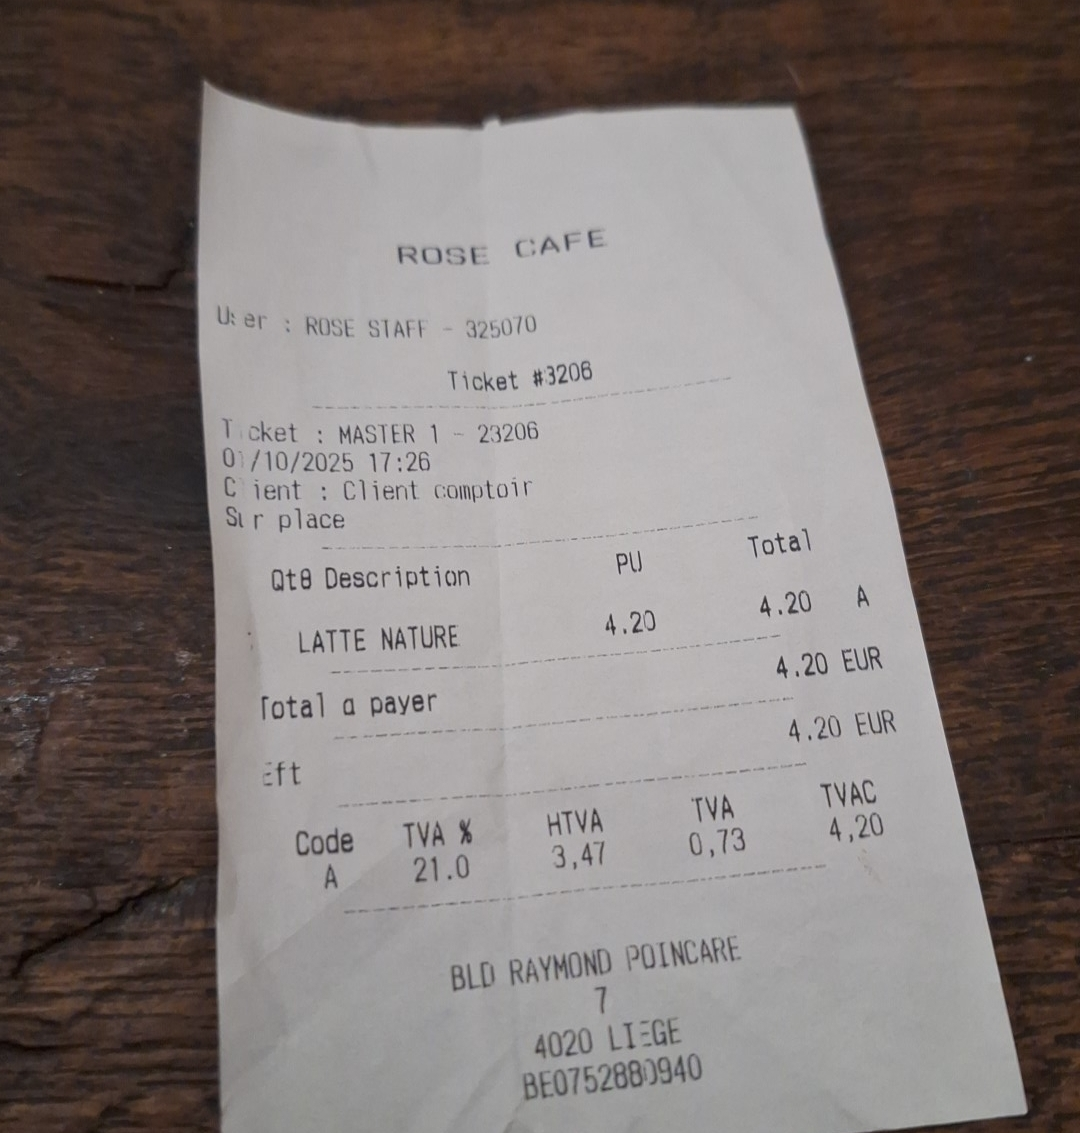 ROSE CAFE
User : ROSE STAFF - 325070
Ticket #3206
Ticket : MASTER 1 - 23206
/10/2025 17:26
Client : Client comptoir
Sur place
Qt8 Description PU Total
LATTE NATURE 4.20 4.20 A
Total a payer 4.20 EUR
Eft 4.20 EUR
Code TVA % HTVA TVA TVAC
A 21.0 3,47 0,73 4,20
BLD RAYMOND POINCARE
7
4020 LIEGE
BE0752880940